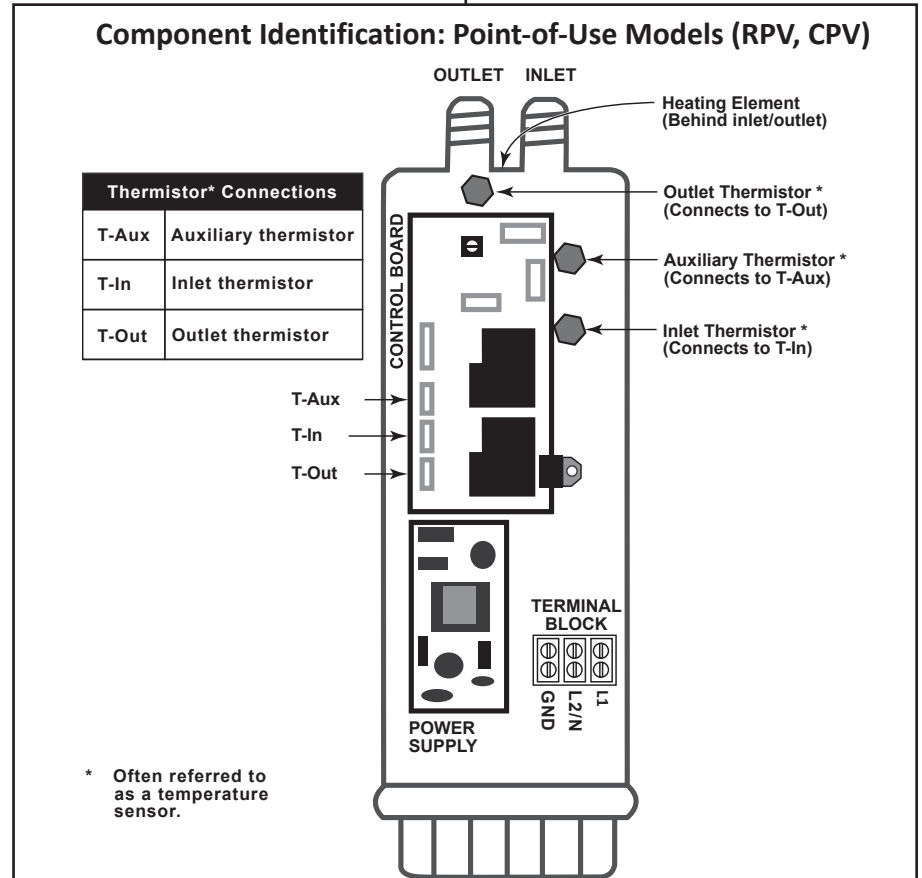 Component Identification: Point-of-Use Models (RPV, CPV)
OUTLET INLET
Heating Element
(Behind inlet/outlet)
Thermistor* Connections
T-Aux Auxiliary thermistor
T-In Inlet thermistor
T-Out Outlet thermistor
Outlet Thermistor *
(Connects to T-Out)
Auxiliary Thermistor *
(Connects to T-Aux)
Inlet Thermistor *
(Connects to T-In)
CONTROL BOARD
T-Aux
T-In
T-Out
TERMINAL
BLOCK
GND
L2/N
L1
POWER
SUPPLY
* Often referred to
as a temperature
sensor.